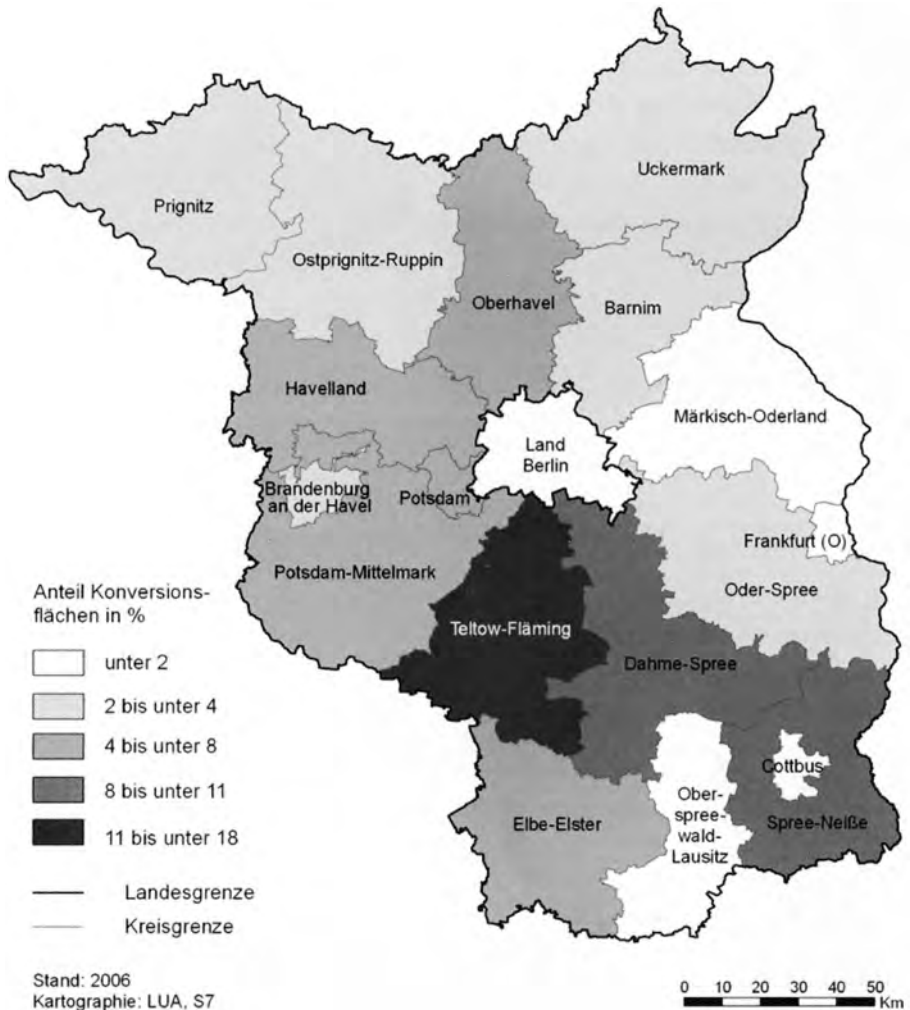 Uckermark
Prignitz
Ostprignitz-Ruppin
Oberhavel
Barnim
Havelland
Märkisch-Oderland
Land
Berlin
Brandenburg
an der Havel
Potsdam
Frankfurt (O)
Potsdam-Mittelmark
Oder-Spree
Teltow-Fläming
Dahme-Spree
Cottbus
Elbe-Elster
Ober-
spree-
wald-
Lausitz
Spree-Neiße
Anteil Konversions-
flächen in %
unter 2
2 bis unter 4
4 bis unter 8
8 bis unter 11
11 bis unter 18
Landesgrenze
Kreisgrenze
Stand: 2006
Kartographie: LUA, S7
0 10 20 30 40 50
Km